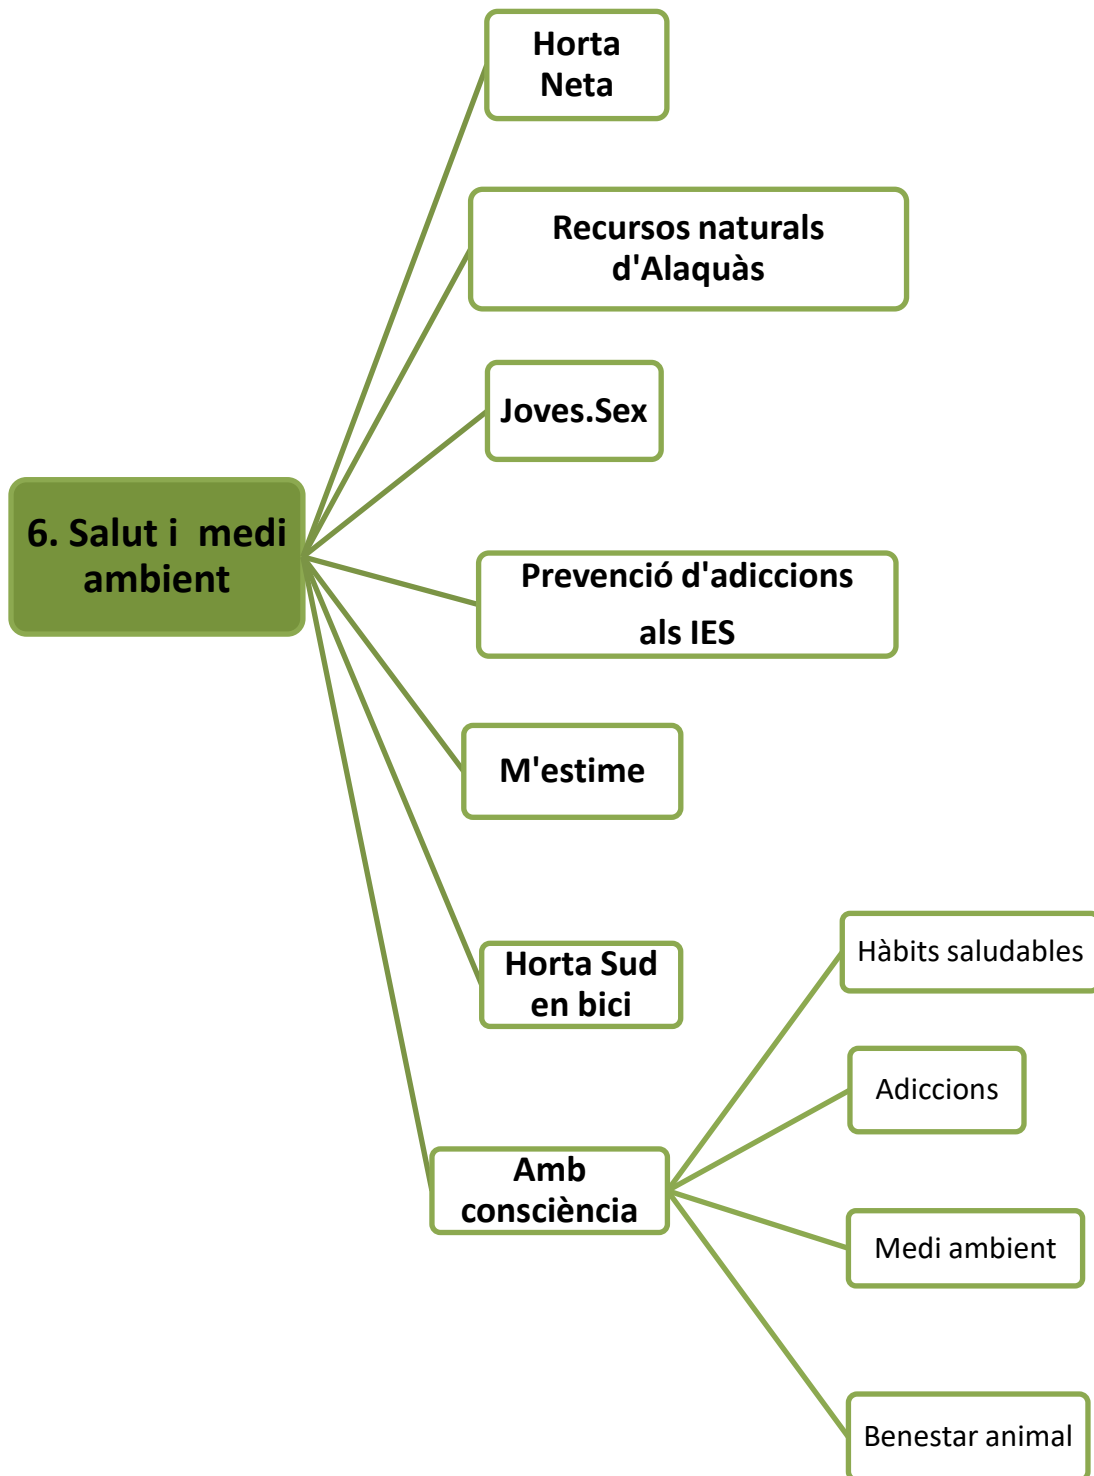 Horta
Neta
Recursos naturals
d'Alaquàs
Joves.Sex
6. Salut i  medi
ambient
Prevenció d'adiccions
als IES
M'estime
Horta Sud
en bici
Amb
consciència
Hàbits saludables
Adiccions
Medi ambient
Benestar animal